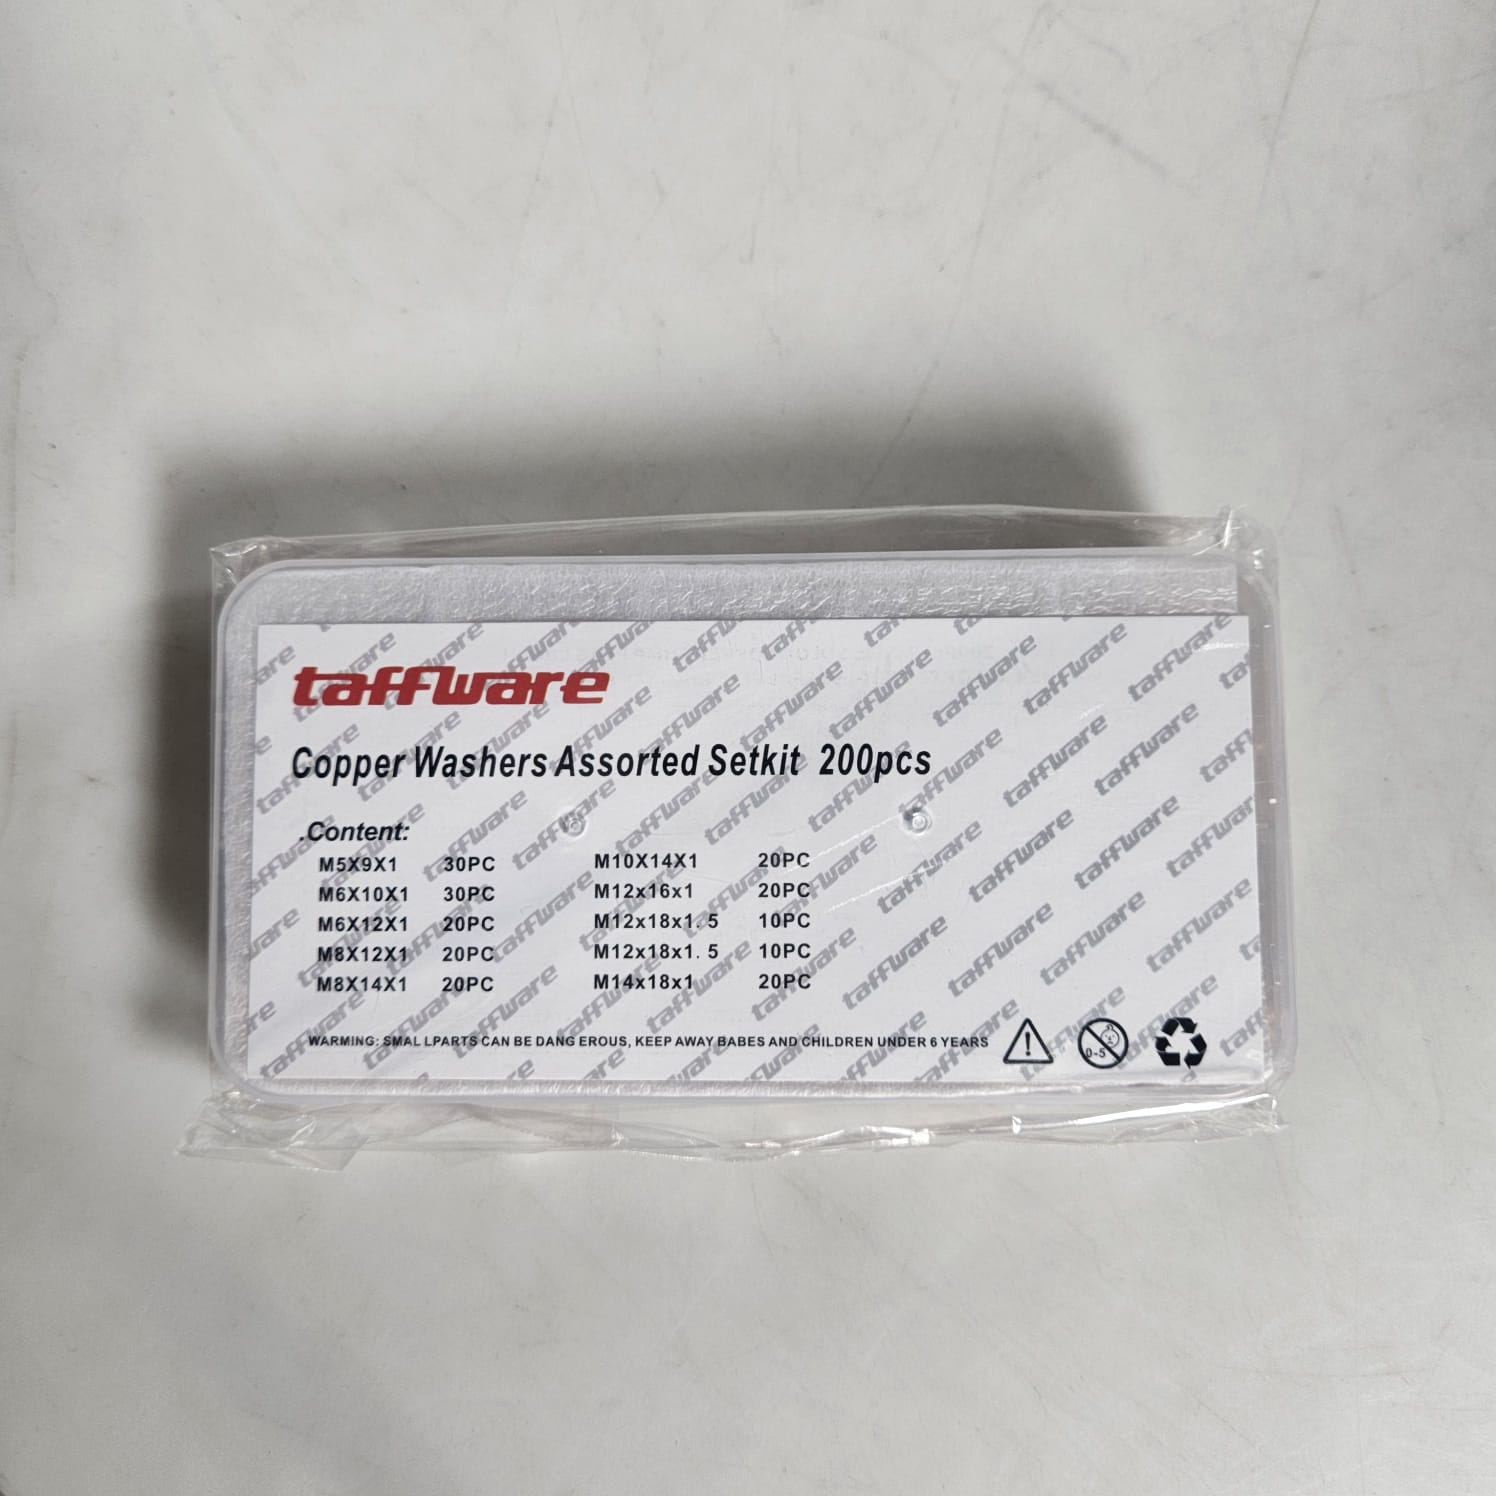 taffware
Copper Washers Assorted Setkit 200pcs
.Content:
M5X9X1 30PC M10X14X1 20PC
M6X10X1 30PC M12x16x1 20PC
M6X12X1 20PC M12x18x1.5 10PC
M8X12X1 20PC M12x18x1.5 10PC
M8X14X1 20PC M14x18x1 20PC
WARMING: SMAL LPARTS CAN BE DANG EROUS, KEEP AWAY BABES AND CHILDREN UNDER 6 YEARS
0-5